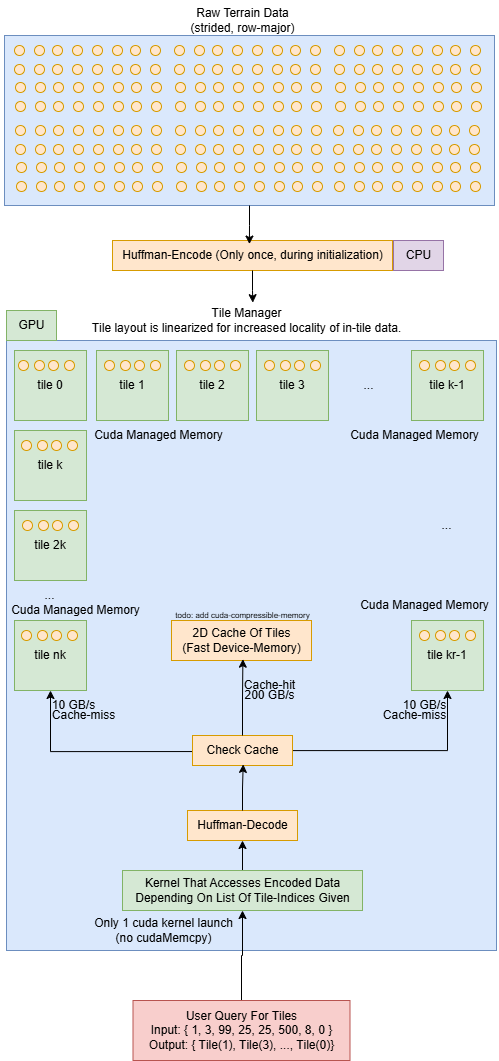 Raw Terrain Data
(strided, row-major)
Huffman-Encode (Only once, during initialization)
CPU
Tile Manager
Tile layout is linearized for increased locality of in-tile data.
GPU
tile 0
tile 1
tile 2
tile 3
...
tile k-1
Cuda Managed Memory
Cuda Managed Memory
tile k
tile 2k
...
...
Cuda Managed Memory
Cuda Managed Memory
todo: add cuda-compressible-memory
2D Cache Of Tiles
(Fast Device-Memory)
tile nk
tile kr-1
Cache-hit
200 GB/s
10 GB/s
Cache-miss
10 GB/s
Cache-miss
Check Cache
Huffman-Decode
Kernel That Accesses Encoded Data
Depending On List Of Tile-Indices Given
Only 1 cuda kernel launch
(no cudaMemcpy)
User Query For Tiles
Input: { 1, 3, 99, 25, 25, 500, 8, 0 }
Output: { Tile(1), Tile(3), ..., Tile(0)}